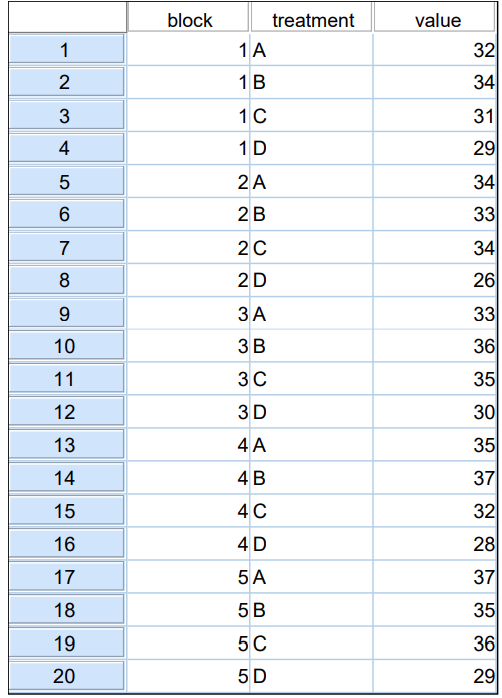 block treatment value
1 1 A 32
2 1 B 34
3 1 C 31
4 1 D 29
5 2 A 34
6 2 B 33
7 2 C 34
8 2 D 26
9 3 A 33
10 3 B 36
11 3 C 35
12 3 D 30
13 4 A 35
14 4 B 37
15 4 C 32
16 4 D 28
17 5 A 37
18 5 B 35
19 5 C 36
20 5 D 29